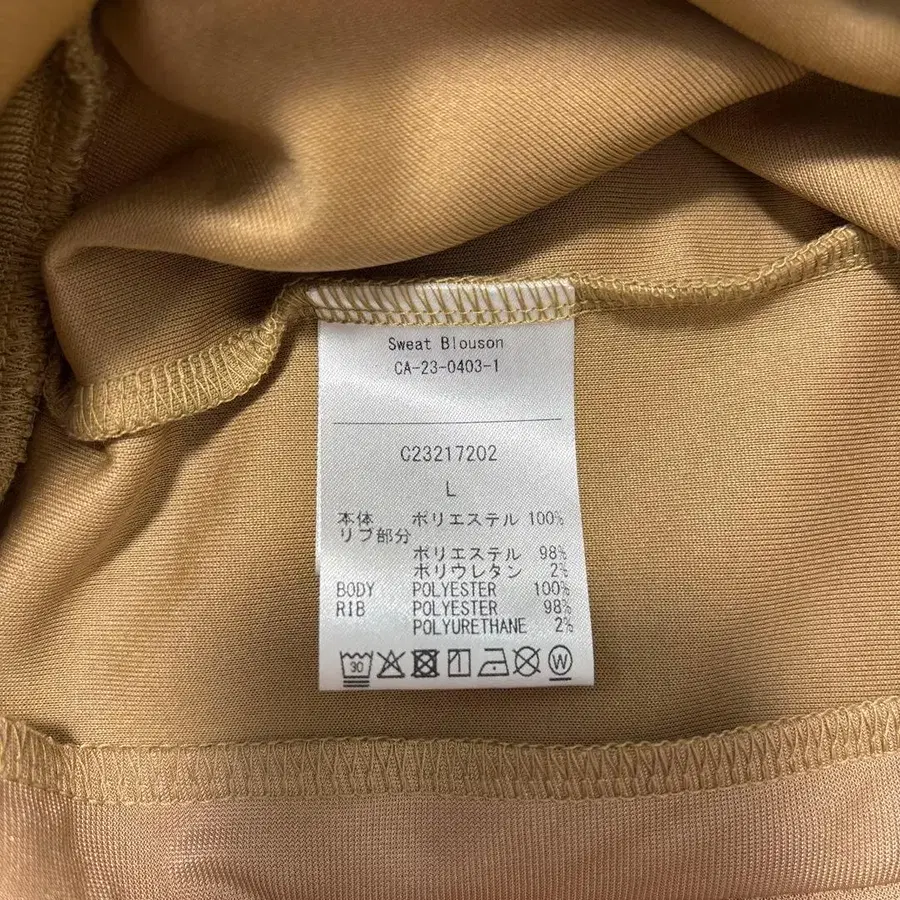 Sweat Blouson
CA-23-0403-1
C23217202
L
本体 ポリエステル 100%
リブ部分
ポリエステル 98%
ポリウレタン 2%
BODY POLYESTER 100%
RIB POLYESTER 98%
POLYURETHANE 2%
30 W